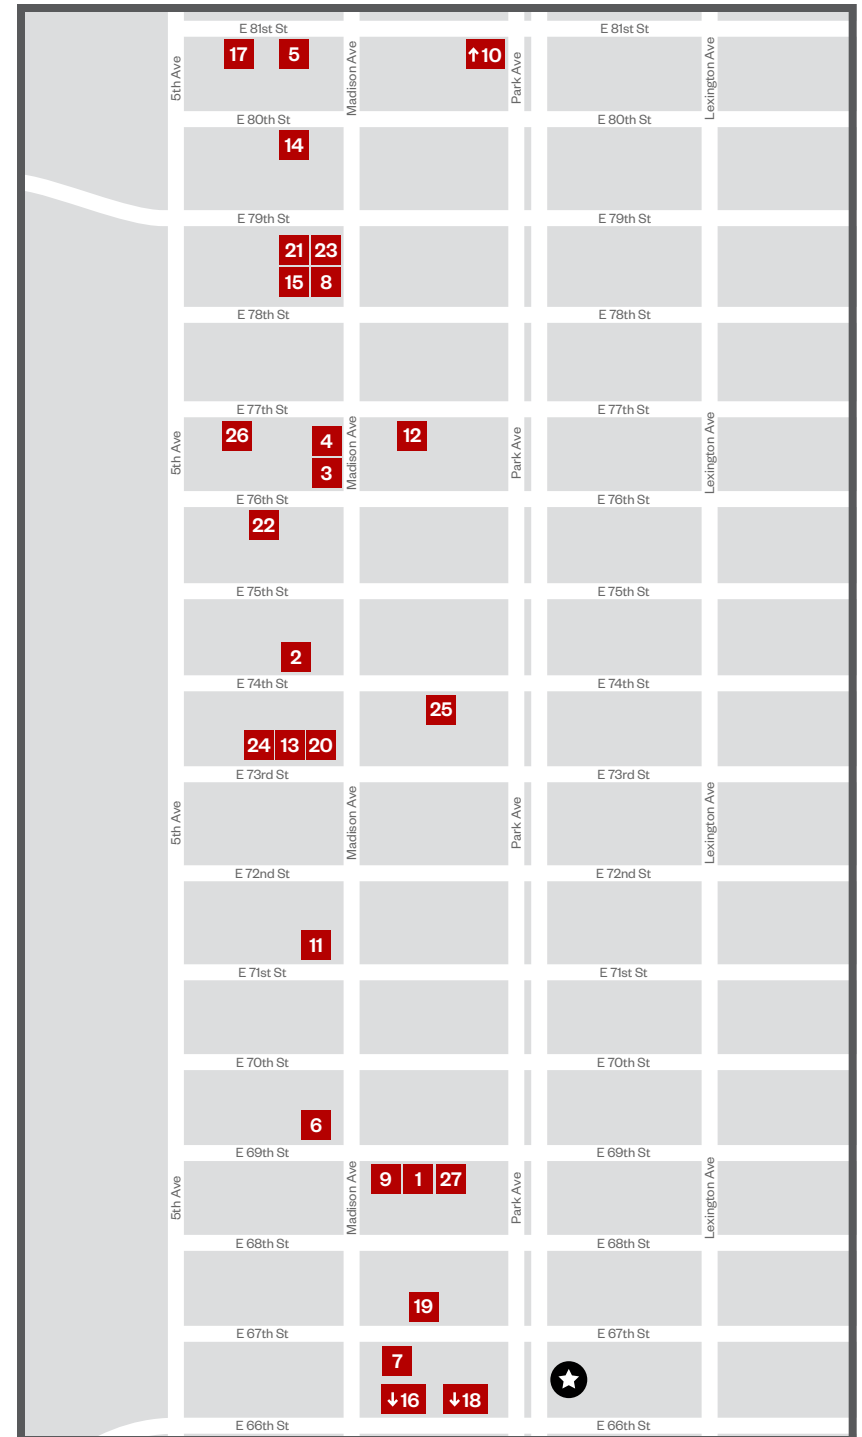 E 81st St E 81st St
17 5 ↑10
5th Ave Madison Ave Park Ave Lexington Ave
E 80th St E 80th St
14
E 79th St E 79th St
21 23
15 8
E 78th St E 78th St
E 77th St E 77th St
26 4 12
3
5th Ave Madison Ave Park Ave Lexington Ave
E 76th St E 76th St
22
E 75th St E 75th St
2
E 74th St E 74th St
25
24 13 20
E 73rd St E 73rd St
5th Ave Madison Ave Park Ave Lexington Ave
E 72nd St E 72nd St
11
E 71st St E 71st St
E 70th St E 70th St
6
E 69th St E 69th St
9 1 27
5th Ave Madison Ave Park Ave Lexington Ave
E 68th St E 68th St
19
E 67th St E 67th St
7
↓16 ↓18
E 66th St E 66th St